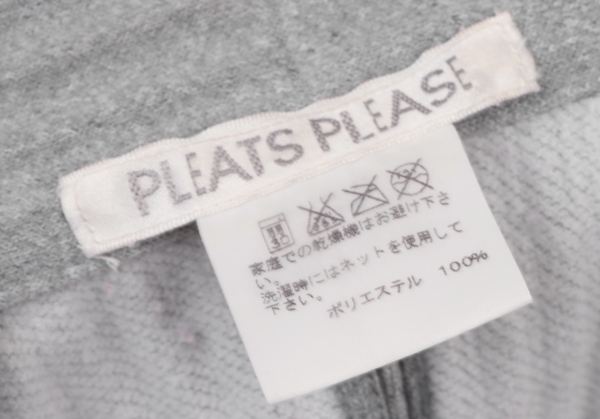 PLEATS PLEASE
家庭での乾燥機はお避け下さ
い。
洗濯時にはネットを使用して
下さい。
ポリエステル 100%